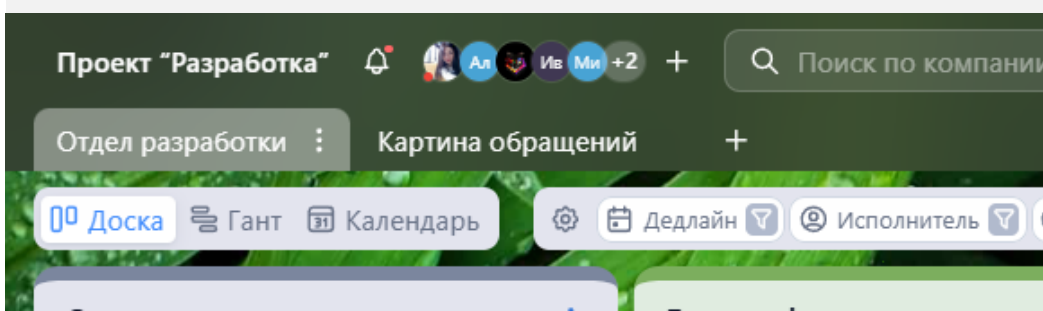 Проект “Разработка” Ал Ив Ми +2 + Поиск по компании
Отдел разработки Картина обращений +
Доска Гант 31 Календарь Дедлайн Исполнитель